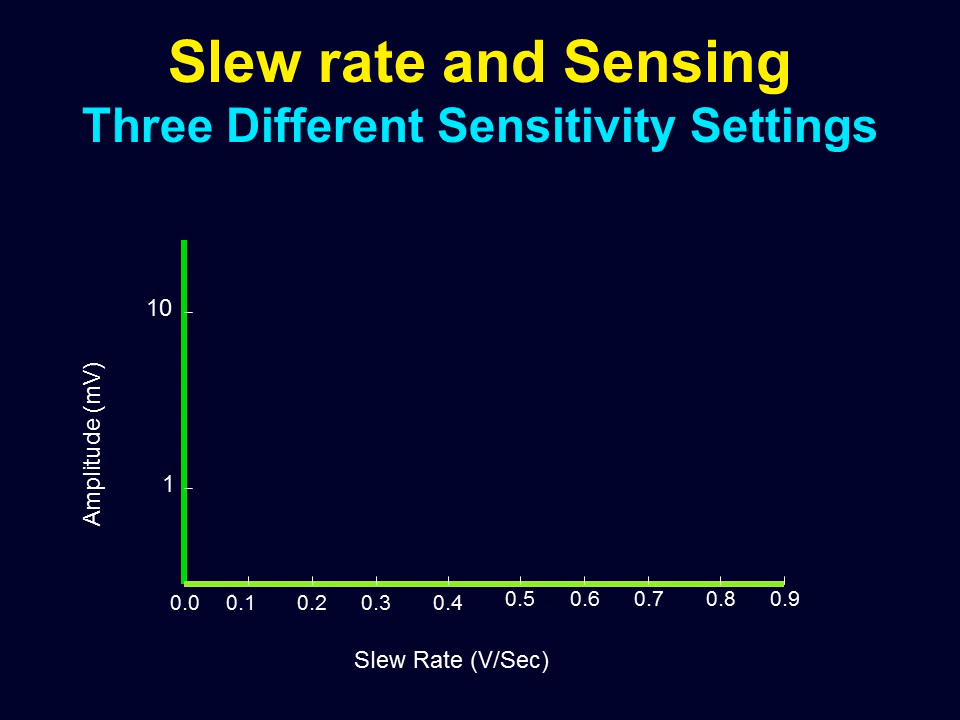 Slew rate and Sensing
Three Different Sensitivity Settings
10
Amplitude (mV)
1
0.0 0.1 0.2 0.3 0.4 0.5 0.6 0.7 0.8 0.9
Slew Rate (V/Sec)